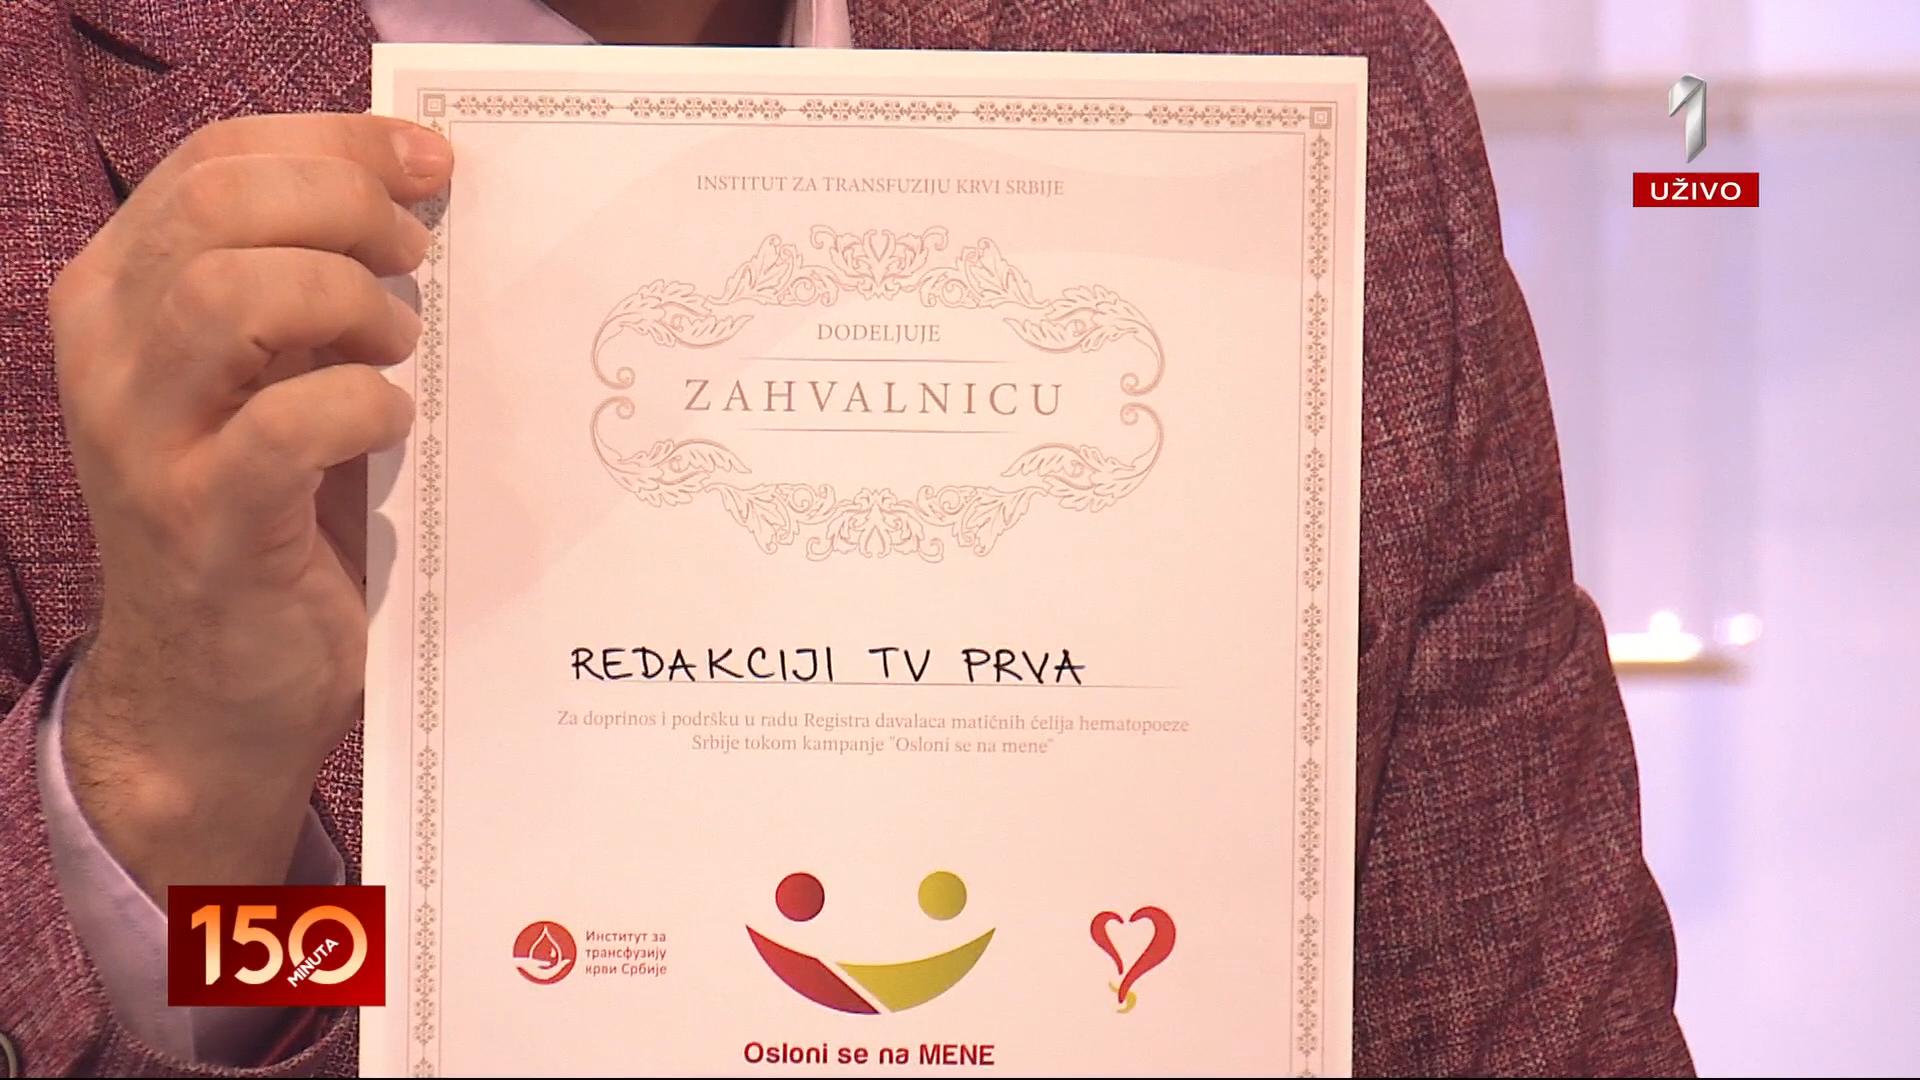 INSTITUT ZA TRANSFUZIJU KRVI SRBIJE
DODELJUJE
ZAHVALNICU
REDAKCIJI TV PRVA
Za doprinos i podršku u radu Registra davalaca matičnih ćelija hematopoeze
Srbije tokom kampanje "Osloni se na mene"
Институт за
трансфузију
крви Србије
Osloni se na MENE
1
UŽIVO
150
MINUTA